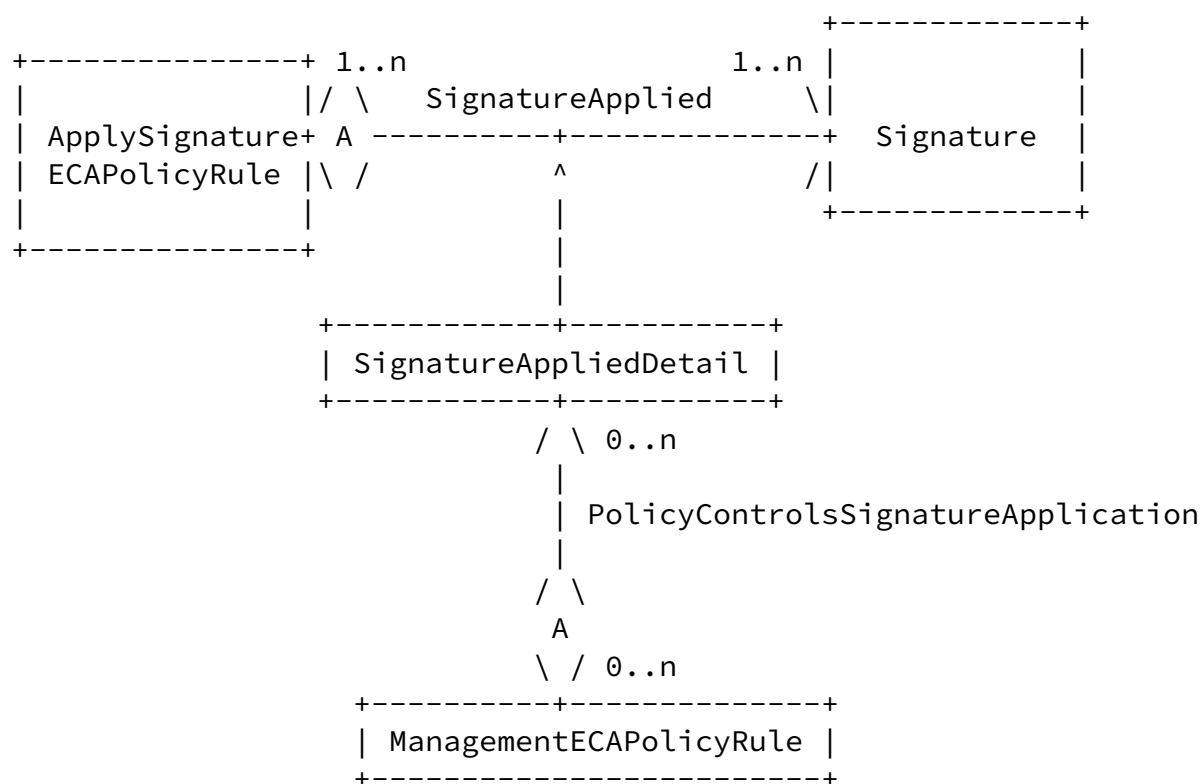 1..n 1..n
SignatureApplied
ApplySignature A Signature
ECAPolicyRule
SignatureAppliedDetail
0..n
PolicyControlsSignatureApplication
A
0..n
ManagementECAPolicyRule